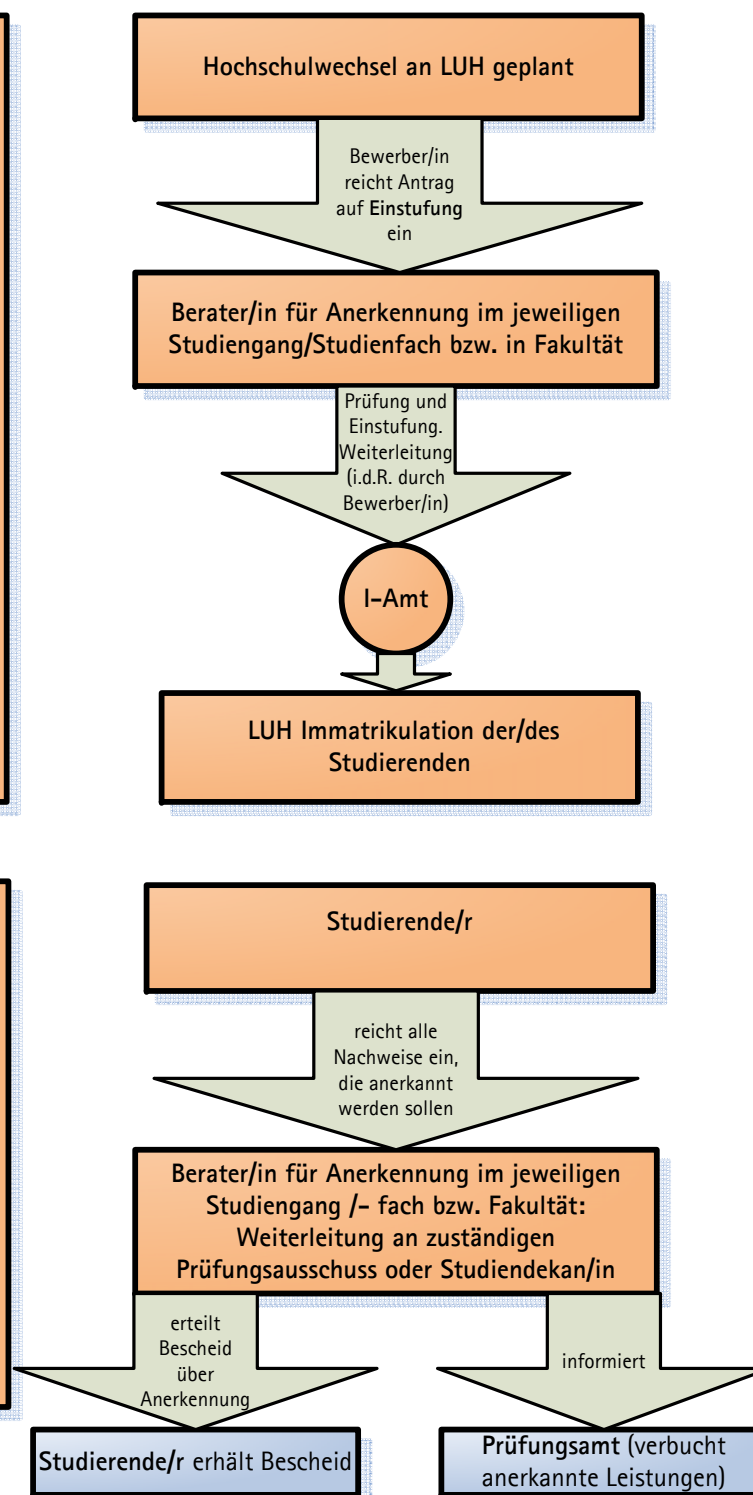 Hochschulwechsel an LUH geplant
Bewerber/in
reicht Antrag
auf Einstufung
ein
Berater/in für Anerkennung im jeweiligen
Studiengang/Studienfach bzw. in Fakultät
Prüfung und
Einstufung.
Weiterleitung
(i.d.R. durch
Bewerber/in)
I-Amt
LUH Immatrikulation der/des
Studierenden
Studierende/r
reicht alle
Nachweise ein,
die anerkannt
werden sollen
Berater/in für Anerkennung im jeweiligen
Studiengang /- fach bzw. Fakultät:
Weiterleitung an zuständigen
Prüfungsausschuss oder Studiendekan/in
erteilt
Bescheid
über
Anerkennung
informiert
Studierende/r erhält Bescheid
Prüfungsamt (verbucht
anerkannte Leistungen)